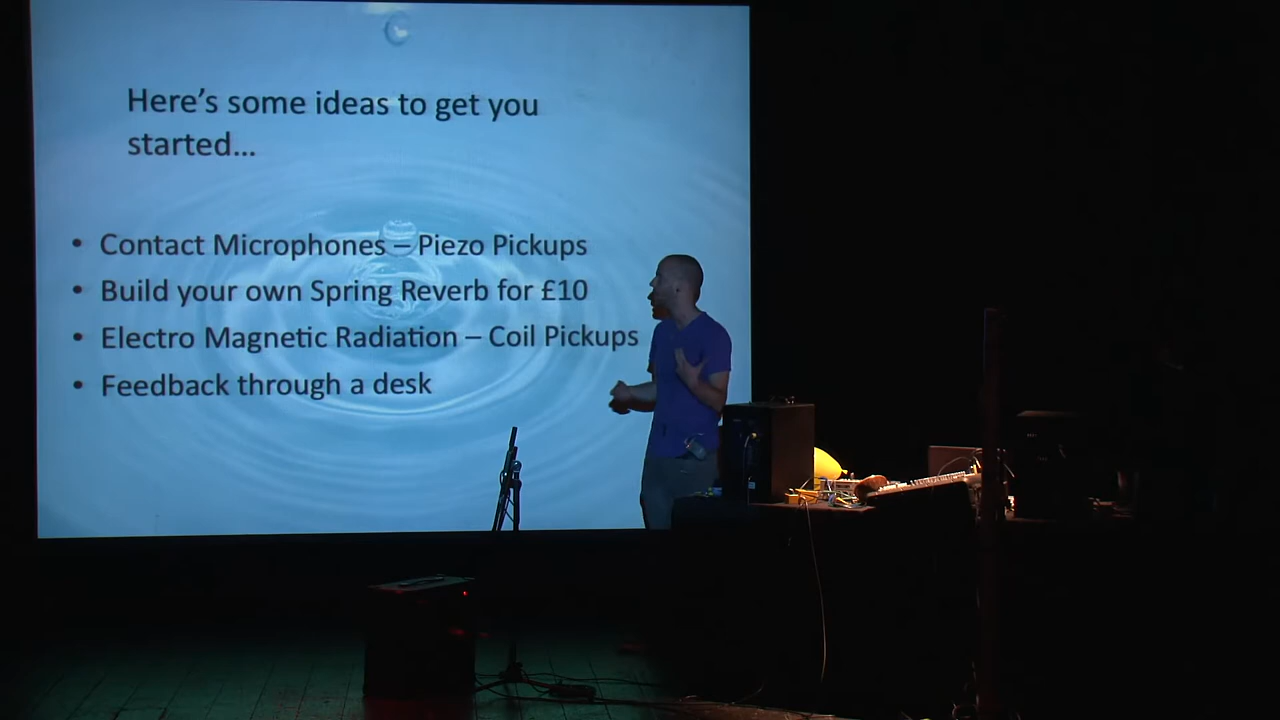 Here’s some ideas to get you
started...
• Contact Microphones – Piezo Pickups
• Build your own Spring Reverb for £10
• Electro Magnetic Radiation – Coil Pickups
• Feedback through a desk